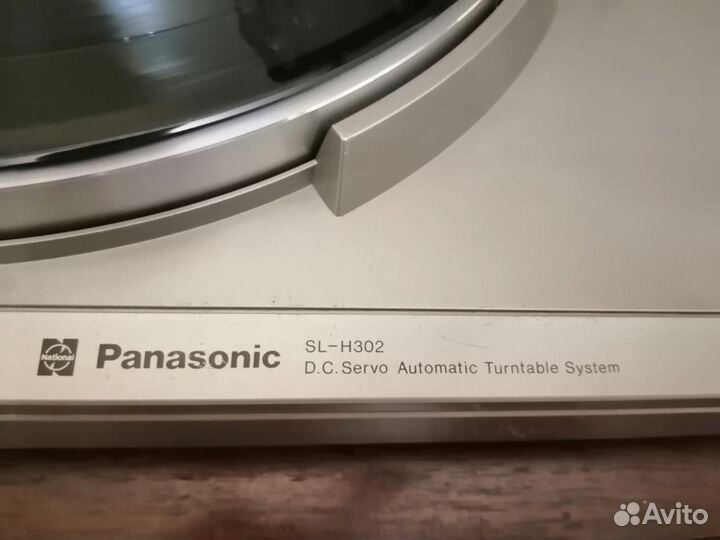 National Panasonic SL-H302
D.C. Servo Automatic Turntable System
Avito